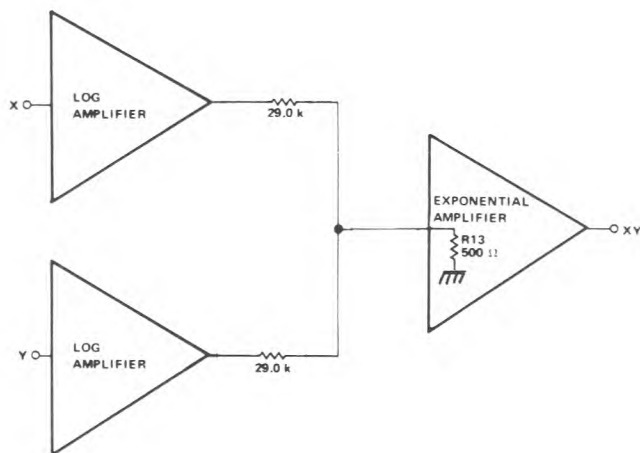 X
LOG
AMPLIFIER
29.0 k
EXPONENTIAL
AMPLIFIER
R13
500 Ω
XY
Y
LOG
AMPLIFIER
29.0 k